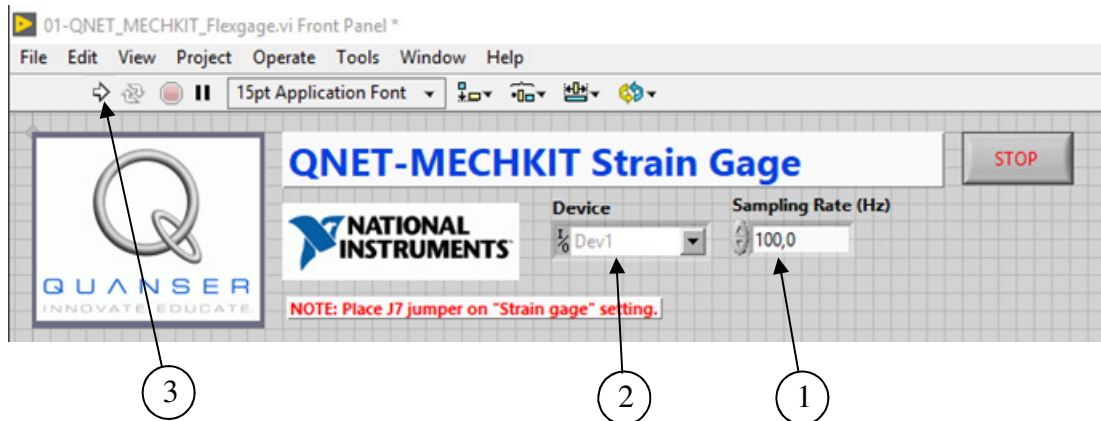 01-QNET_MECHKIT_Flexgage.vi Front Panel *
File Edit View Project Operate Tools Window Help
15pt Application Font
QNET-MECHKIT Strain Gage
STOP
QUANSER
INNOVATE EDUCATE.
NATIONAL
INSTRUMENTS
Device
Dev1
Sampling Rate (Hz)
100,0
NOTE: Place J7 jumper on "Strain gage" setting.
3
2
1